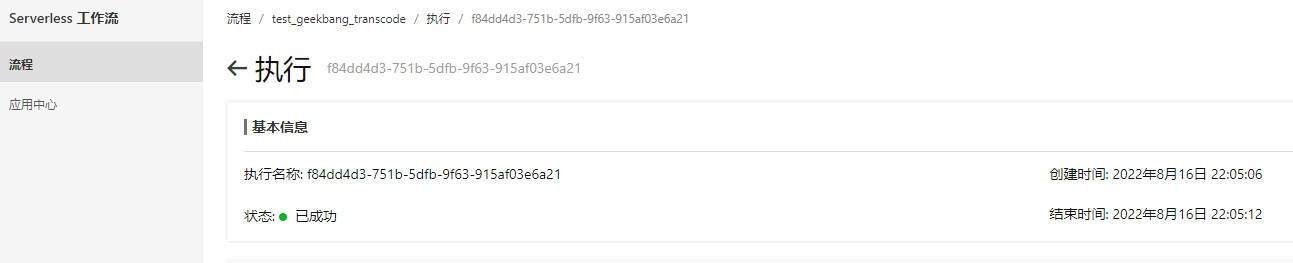 Serverless 工作流
流程
应用中心
流程 / test_geekbang_transcode / 执行 / f84dd4d3-751b-5dfb-9f63-915af03e6a21
执行 f84dd4d3-751b-5dfb-9f63-915af03e6a21
基本信息
执行名称: f84dd4d3-751b-5dfb-9f63-915af03e6a21
创建时间: 2022年8月16日 22:05:06
状态: 已成功
结束时间: 2022年8月16日 22:05:12